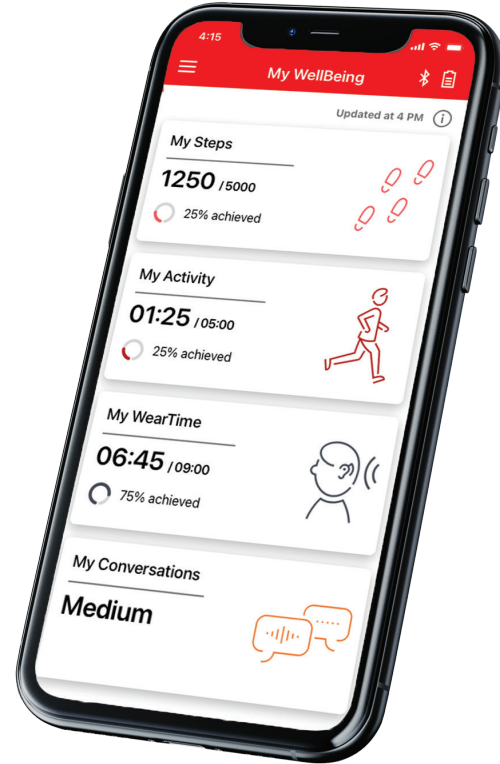 4:15
My WellBeing
Updated at 4 PM
My Steps
1250 / 5000
25% achieved
My Activity
01:25 / 05:00
25% achieved
My WearTime
06:45 / 09:00
75% achieved
My Conversations
Medium